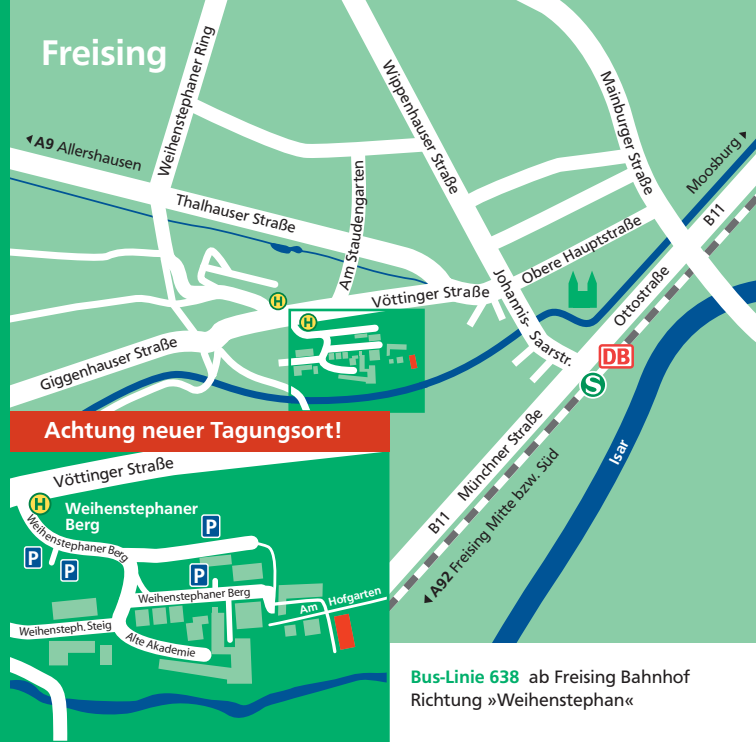 Freising
Weihenstephaner Ring
Wippenhauser Straße
Mainburger Straße
A9 Allershausen
Moosburg
Thalhauser Straße
Am Staudengarten
B11
Obere Hauptstraße
Johannis-
Vöttinger Straße
Ottostraße
H
H
Saarstr.
DB
S
Giggenhauser Straße
Achtung neuer Tagungsort!
Münchner Straße
B11
Isar
A92 Freising Mitte bzw. Süd
Vöttinger Straße
H
Weihenstephaner
Berg
P
Weihenstephaner Berg
P
P
P
Weihenstephaner Berg
Am Hofgarten
Weihensteph. Steig
Alte Akademie
Bus-Linie 638 ab Freising Bahnhof
Richtung »Weihenstephan«